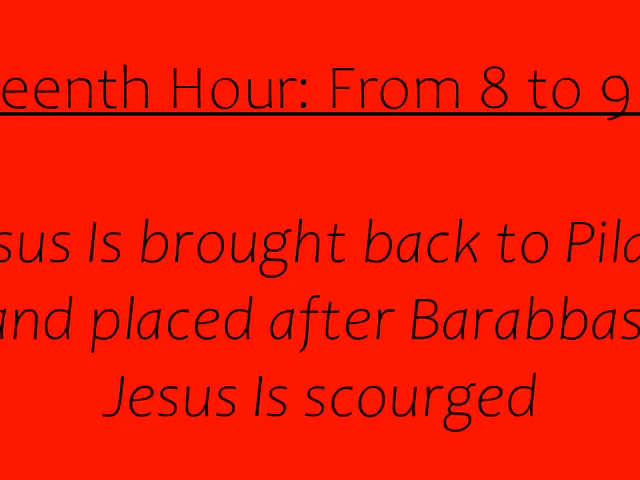 eenth Hour: From 8 to 9
sus Is brought back to Pila
and placed after Barabbas
Jesus Is scourged